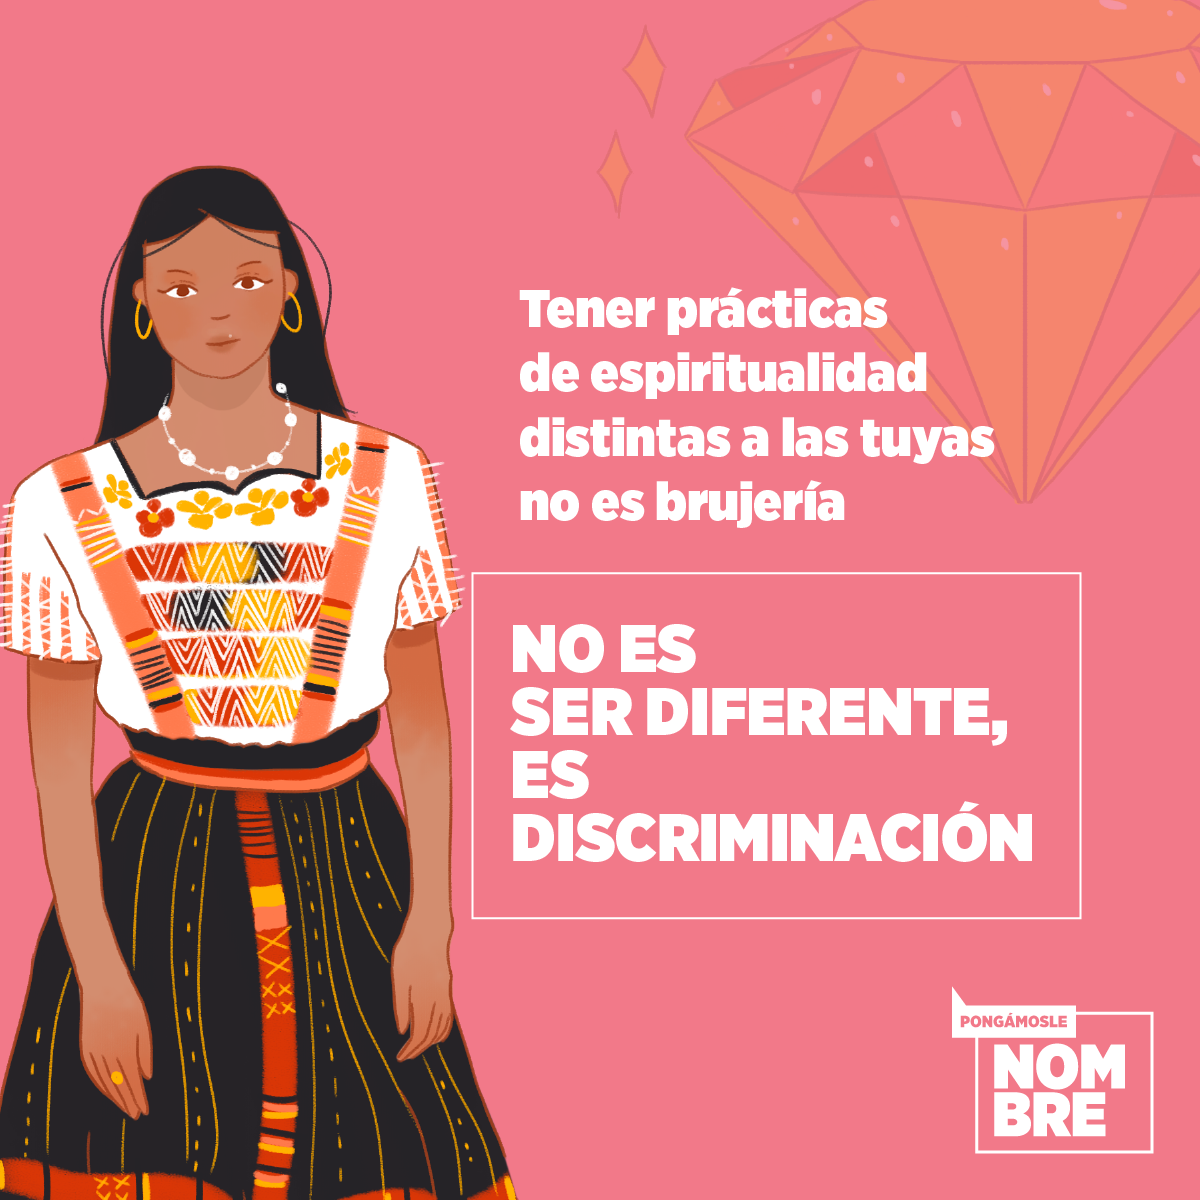 Tener prácticas
de espiritualidad
distintas a las tuyas
no es brujería
NO ES
SER DIFERENTE,
ES
DISCRIMINACIÓN
PONGÁMOSLE
NOM
BRE